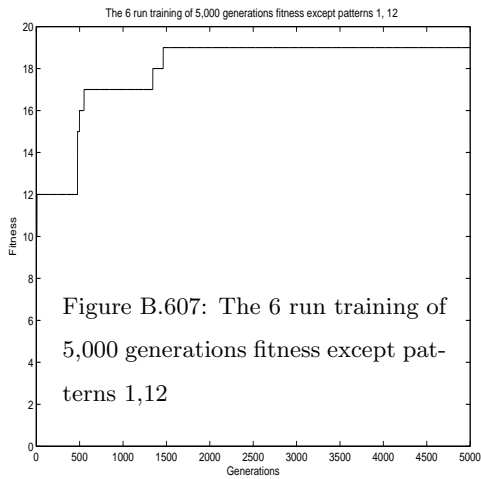 The 6 run training of 5,000 generations fitness except patterns 1, 12
20
18
16
14
12
10
8
6
4
2
0
Fitness
Figure B.607: The 6 run training of
5,000 generations fitness except pat-
terns 1,12
0 500 1000 1500 2000 2500 3000 3500 4000 4500 5000
Generations